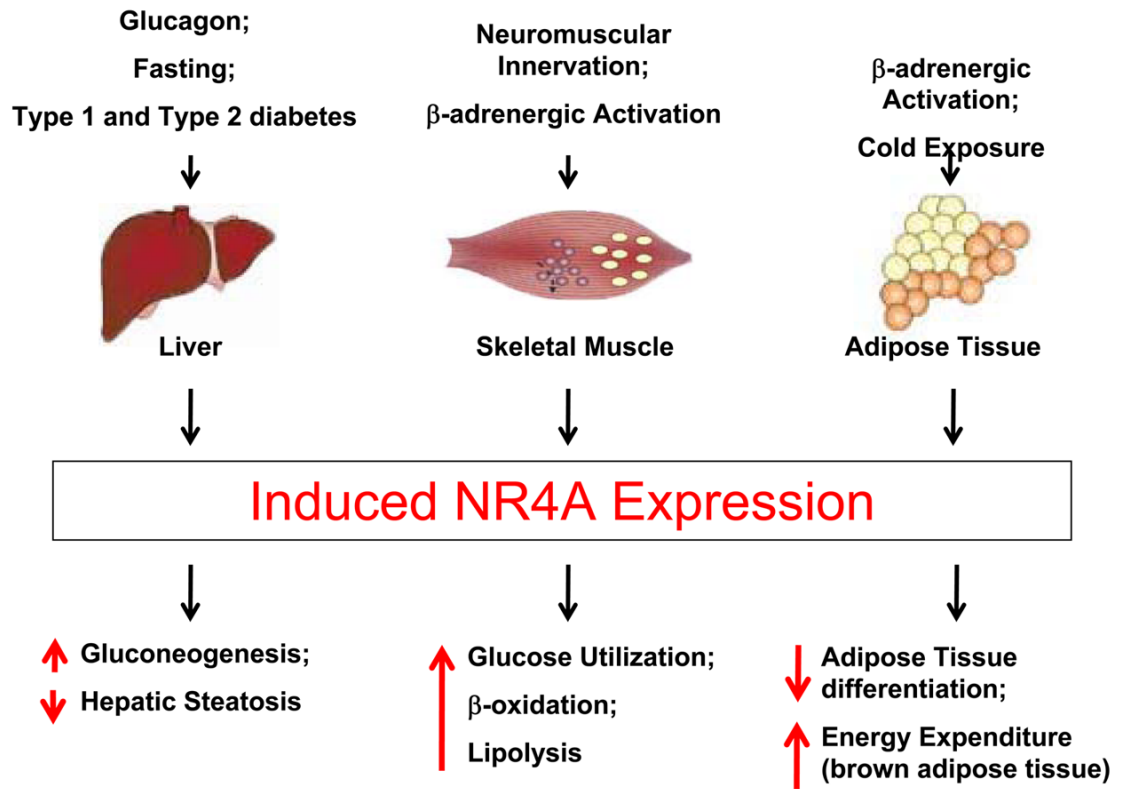 Glucagon;
Fasting;
Type 1 and Type 2 diabetes
Neuromuscular
Innervation;
β-adrenergic Activation
β-adrenergic
Activation;
Cold Exposure
Liver
Skeletal Muscle
Adipose Tissue
Induced NR4A Expression
Gluconeogenesis;
Hepatic Steatosis
Glucose Utilization;
β-oxidation;
Lipolysis
Adipose Tissue
differentiation;
Energy Expenditure
(brown adipose tissue)